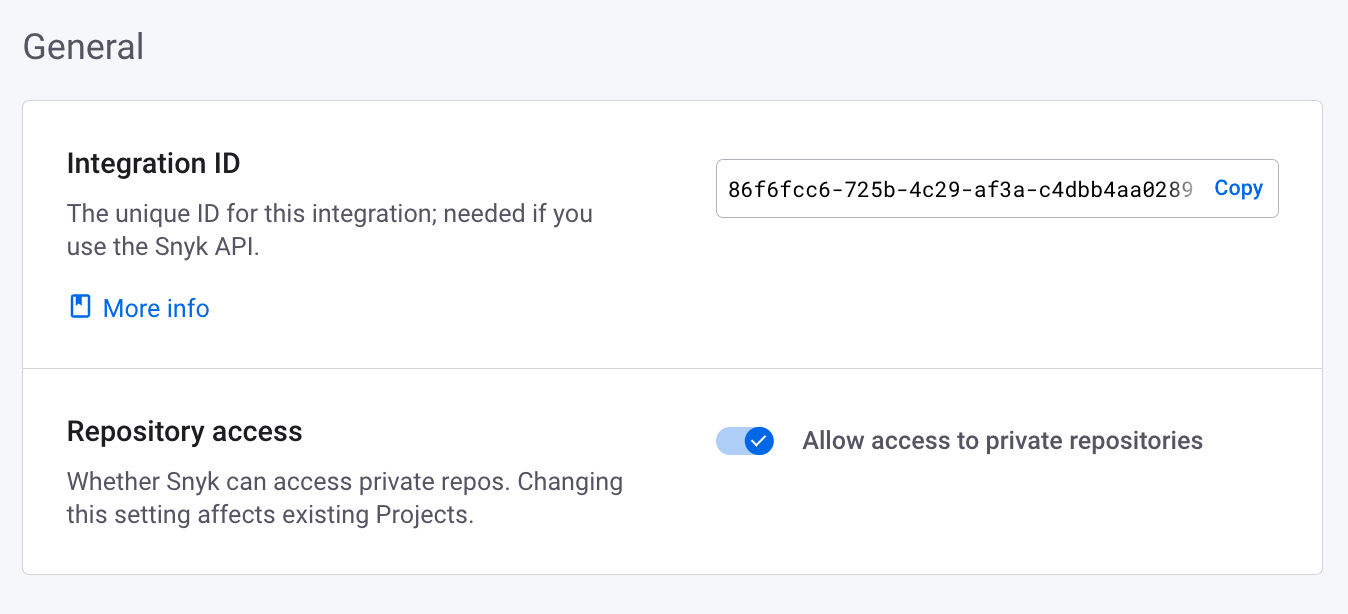 General
Integration ID
The unique ID for this integration; needed if you
use the Snyk API.
More info
86f6fcc6-725b-4c29-af3a-c4dbb4aa0289 Copy
Repository access
Whether Snyk can access private repos. Changing
this setting affects existing Projects.
Allow access to private repositories